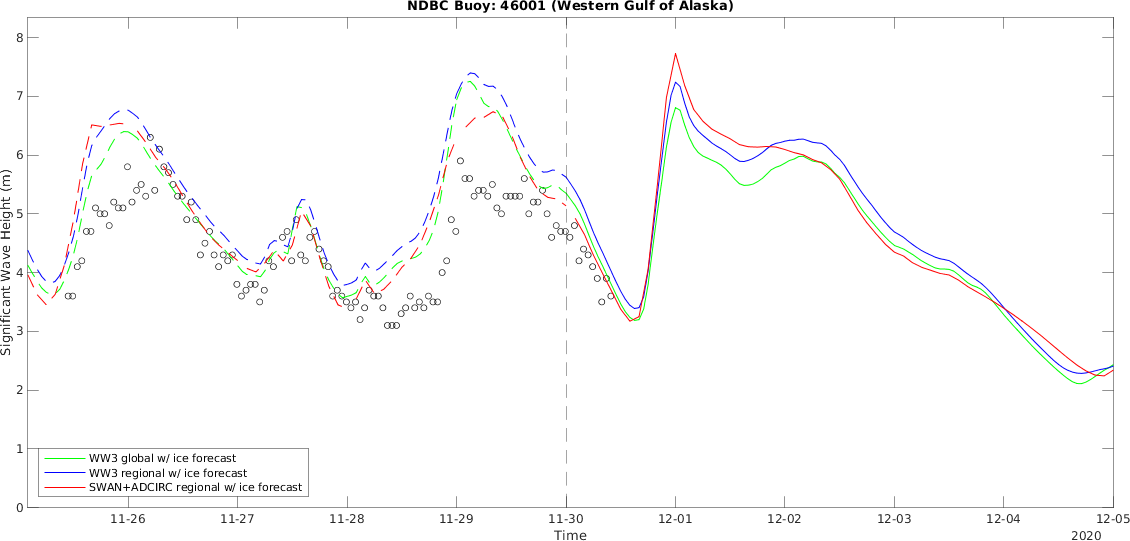 NDBC Buoy: 46001 (Western Gulf of Alaska)
8
7
6
5
4
3
2
1
0
Significant Wave Height (m)
WW3 global w/ ice forecast
WW3 regional w/ ice forecast
SWAN+ADCIRC regional w/ ice forecast
11-26 11-27 11-28 11-29 11-30 12-01 12-02 12-03 12-04 12-05
Time
2020